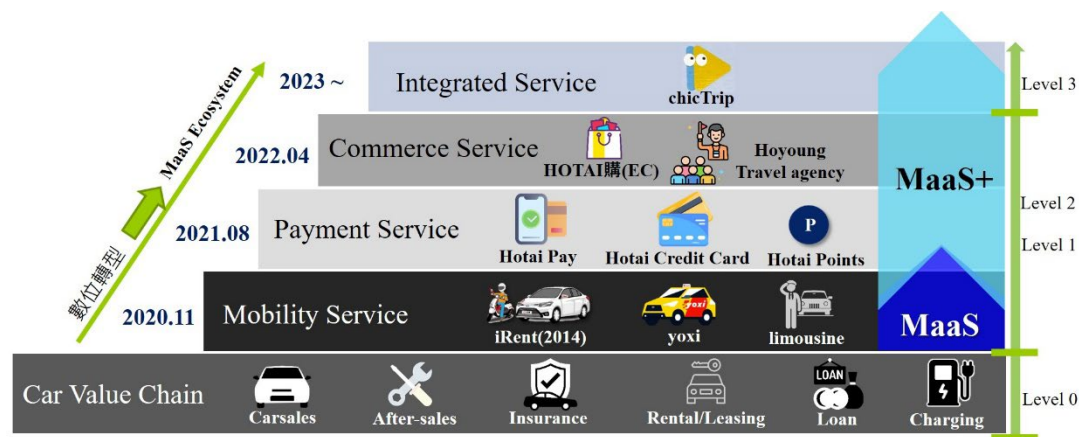 2023 ~
Integrated Service
chicTrip
Level 3
MaaS Ecosystem
數位轉型
2022.04
Commerce Service
HOTAI購(EC)
Hoyoung
Travel agency
MaaS+
2021.08
Payment Service
Hotai Pay
Hotai Credit Card
P
Hotai Points
Level 2
Level 1
2020.11
Mobility Service
iRent(2014)
yoxi
yoxi
limousine
MaaS
Car Value Chain
Carsales
After-sales
Insurance
Rental/Leasing
LOAN
Loan
Charging
Level 0